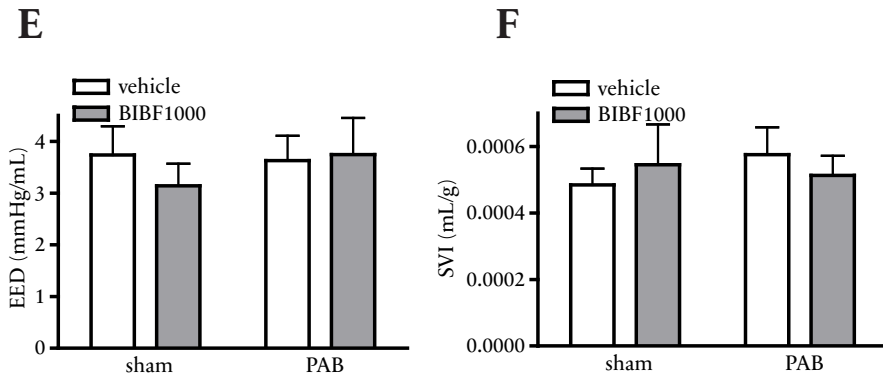 E
vehicle
BIBF1000
EED (mmHg/mL)
4
3
2
1
0
sham PAB
F
vehicle
BIBF1000
SVI (mL/g)
0.0006
0.0004
0.0002
0.0000
sham PAB